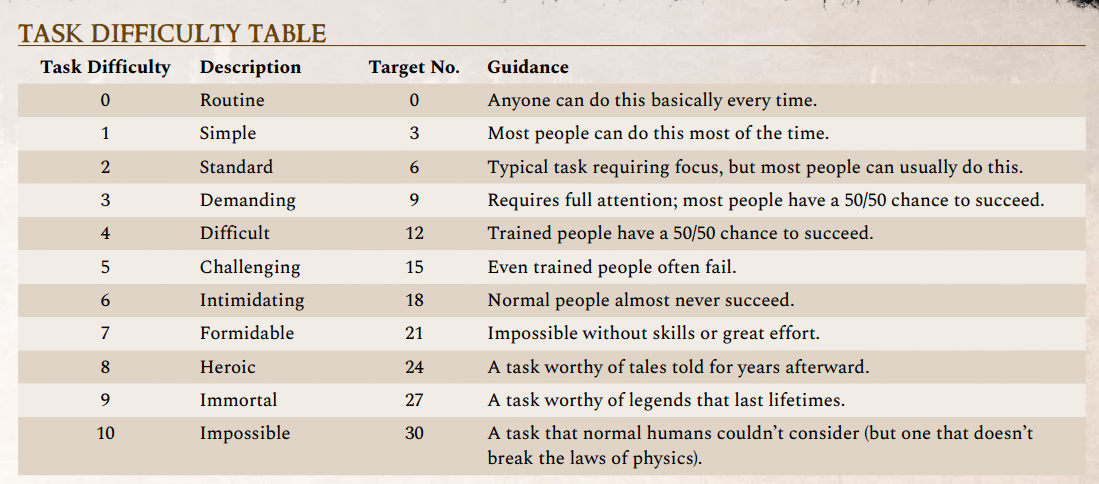 TASK DIFFICULTY TABLE
Task Difficulty Description Target No. Guidance
0 Routine 0 Anyone can do this basically every time.
1 Simple 3 Most people can do this most of the time.
2 Standard 6 Typical task requiring focus, but most people can usually do this.
3 Demanding 9 Requires full attention; most people have a 50/50 chance to succeed.
4 Difficult 12 Trained people have a 50/50 chance to succeed.
5 Challenging 15 Even trained people often fail.
6 Intimidating 18 Normal people almost never succeed.
7 Formidable 21 Impossible without skills or great effort.
8 Heroic 24 A task worthy of tales told for years afterward.
9 Immortal 27 A task worthy of legends that last lifetimes.
10 Impossible 30 A task that normal humans couldn’t consider (but one that doesn’t
break the laws of physics).